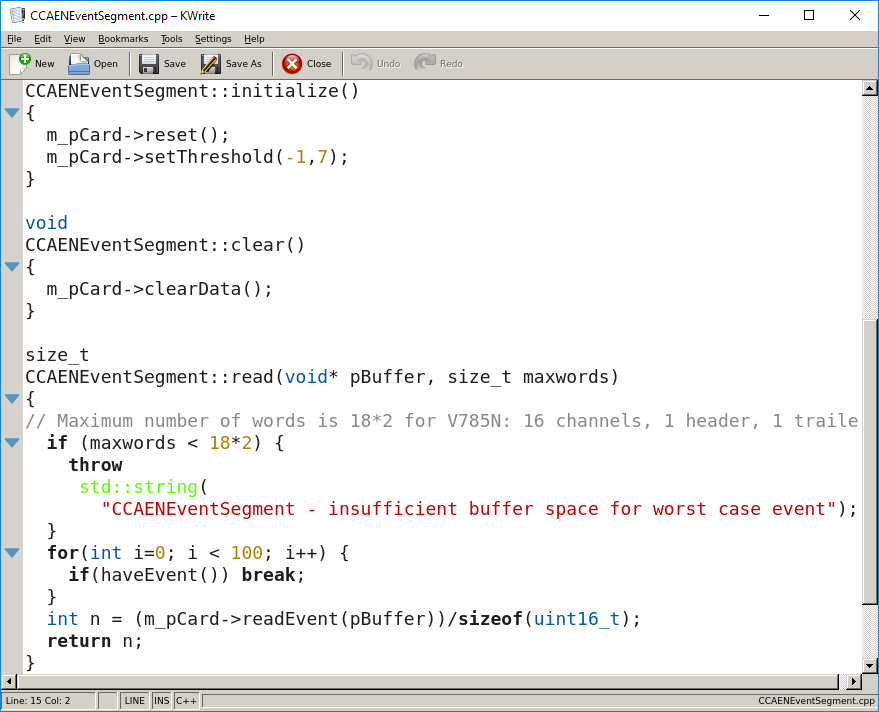 CCAENEventSegment.cpp – KWrite
File Edit View Bookmarks Tools Settings Help
New Open Save Save As Close Undo Redo
CCAENEventSegment::initialize()
{
  m_pCard->reset();
  m_pCard->setThreshold(-1,7);
}
void
CCAENEventSegment::clear()
{
  m_pCard->clearData();
}
size_t
CCAENEventSegment::read(void* pBuffer, size_t maxwords)
{
// Maximum number of words is 18*2 for V785N: 16 channels, 1 header, 1 traile
  if (maxwords < 18*2) {
    throw
     std::string(
       "CCAENEventSegment - insufficient buffer space for worst case event");
  }
  for(int i=0; i < 100; i++) {
    if(haveEvent()) break;
  }
  int n = (m_pCard->readEvent(pBuffer))/sizeof(uint16_t);
  return n;
}
Line: 15 Col: 2 LINE INS C++ CCAENEventSegment.cpp